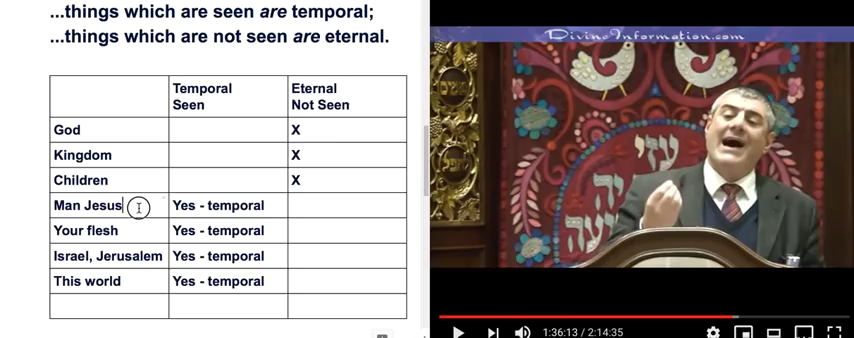 ...things which are seen are temporal;
...things which are not seen are eternal.
Temporal Seen Eternal Not Seen
God X
Kingdom X
Children X
Man Jesus Yes - temporal
Your flesh Yes - temporal
Israel, Jerusalem Yes - temporal
This world Yes - temporal
DivineInformation.com
עזי
1:36:13 / 2:14:35